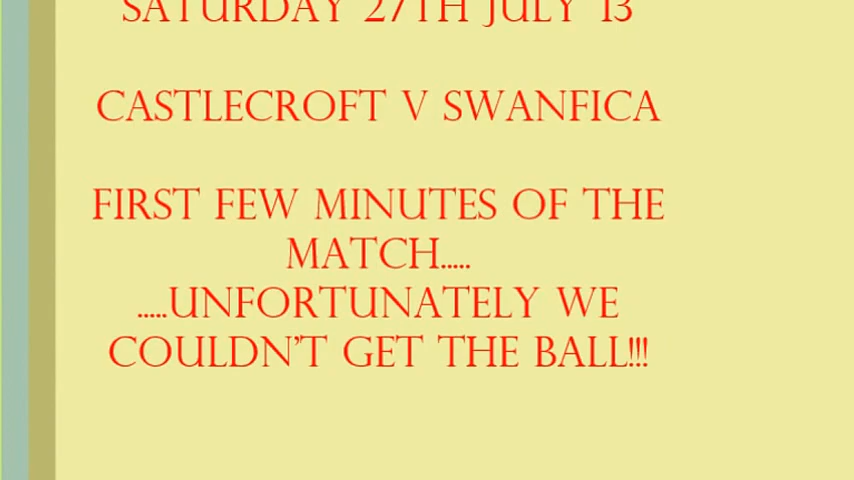 SATURDAY 27TH JULY 13
CASTLECROFT V SWANFICA
FIRST FEW MINUTES OF THE
MATCH.....
.....UNFORTUNATELY WE
COULDN'T GET THE BALL!!!